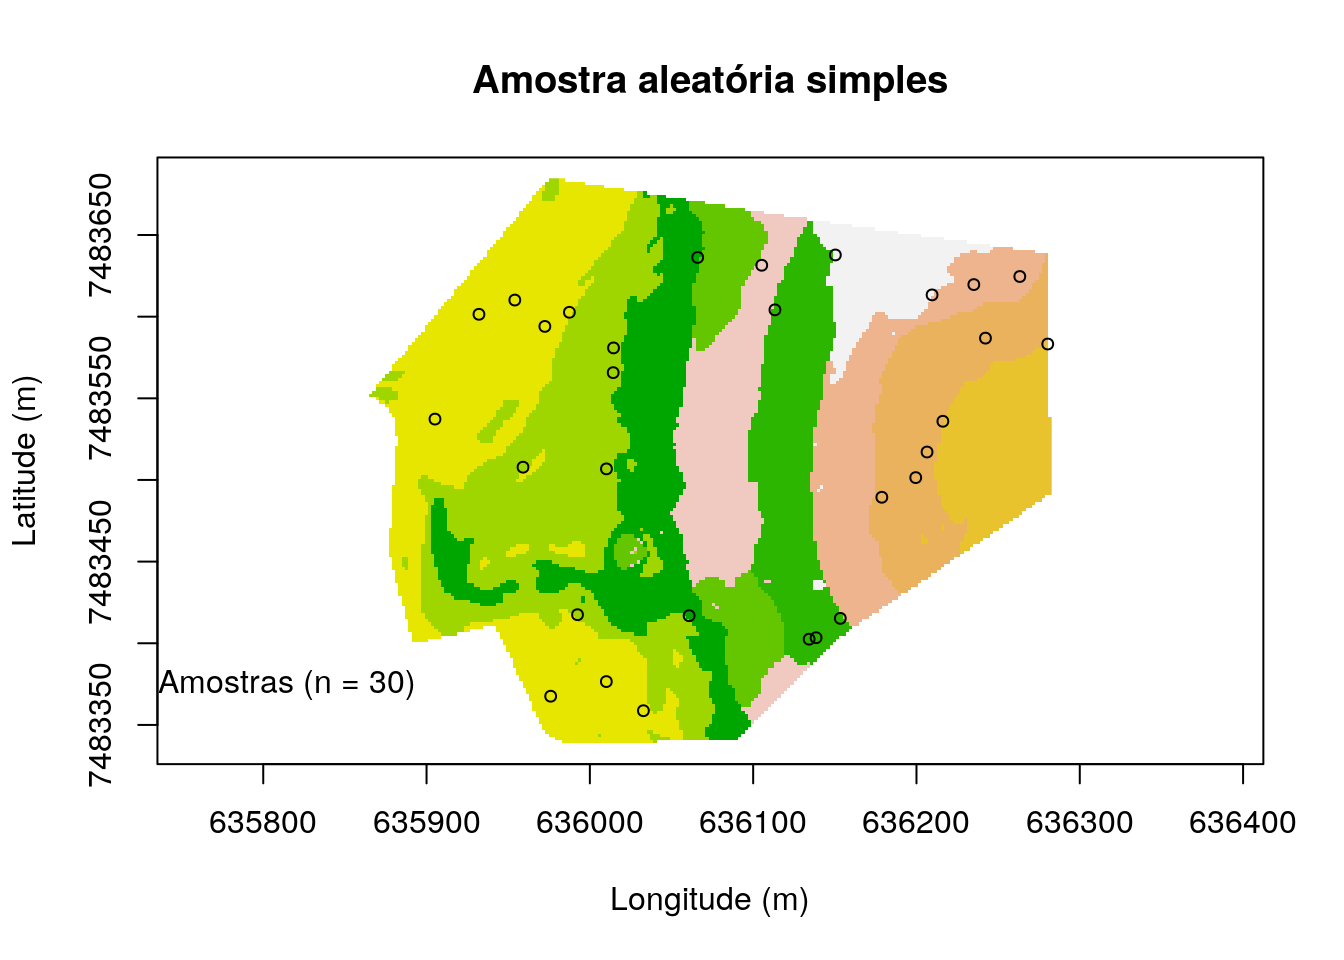 Amostra aleatória simples
Latitude (m)
7483650
7483550
7483450
7483350
Amostras (n = 30)
635800 635900 636000 636100 636200 636300 636400
Longitude (m)